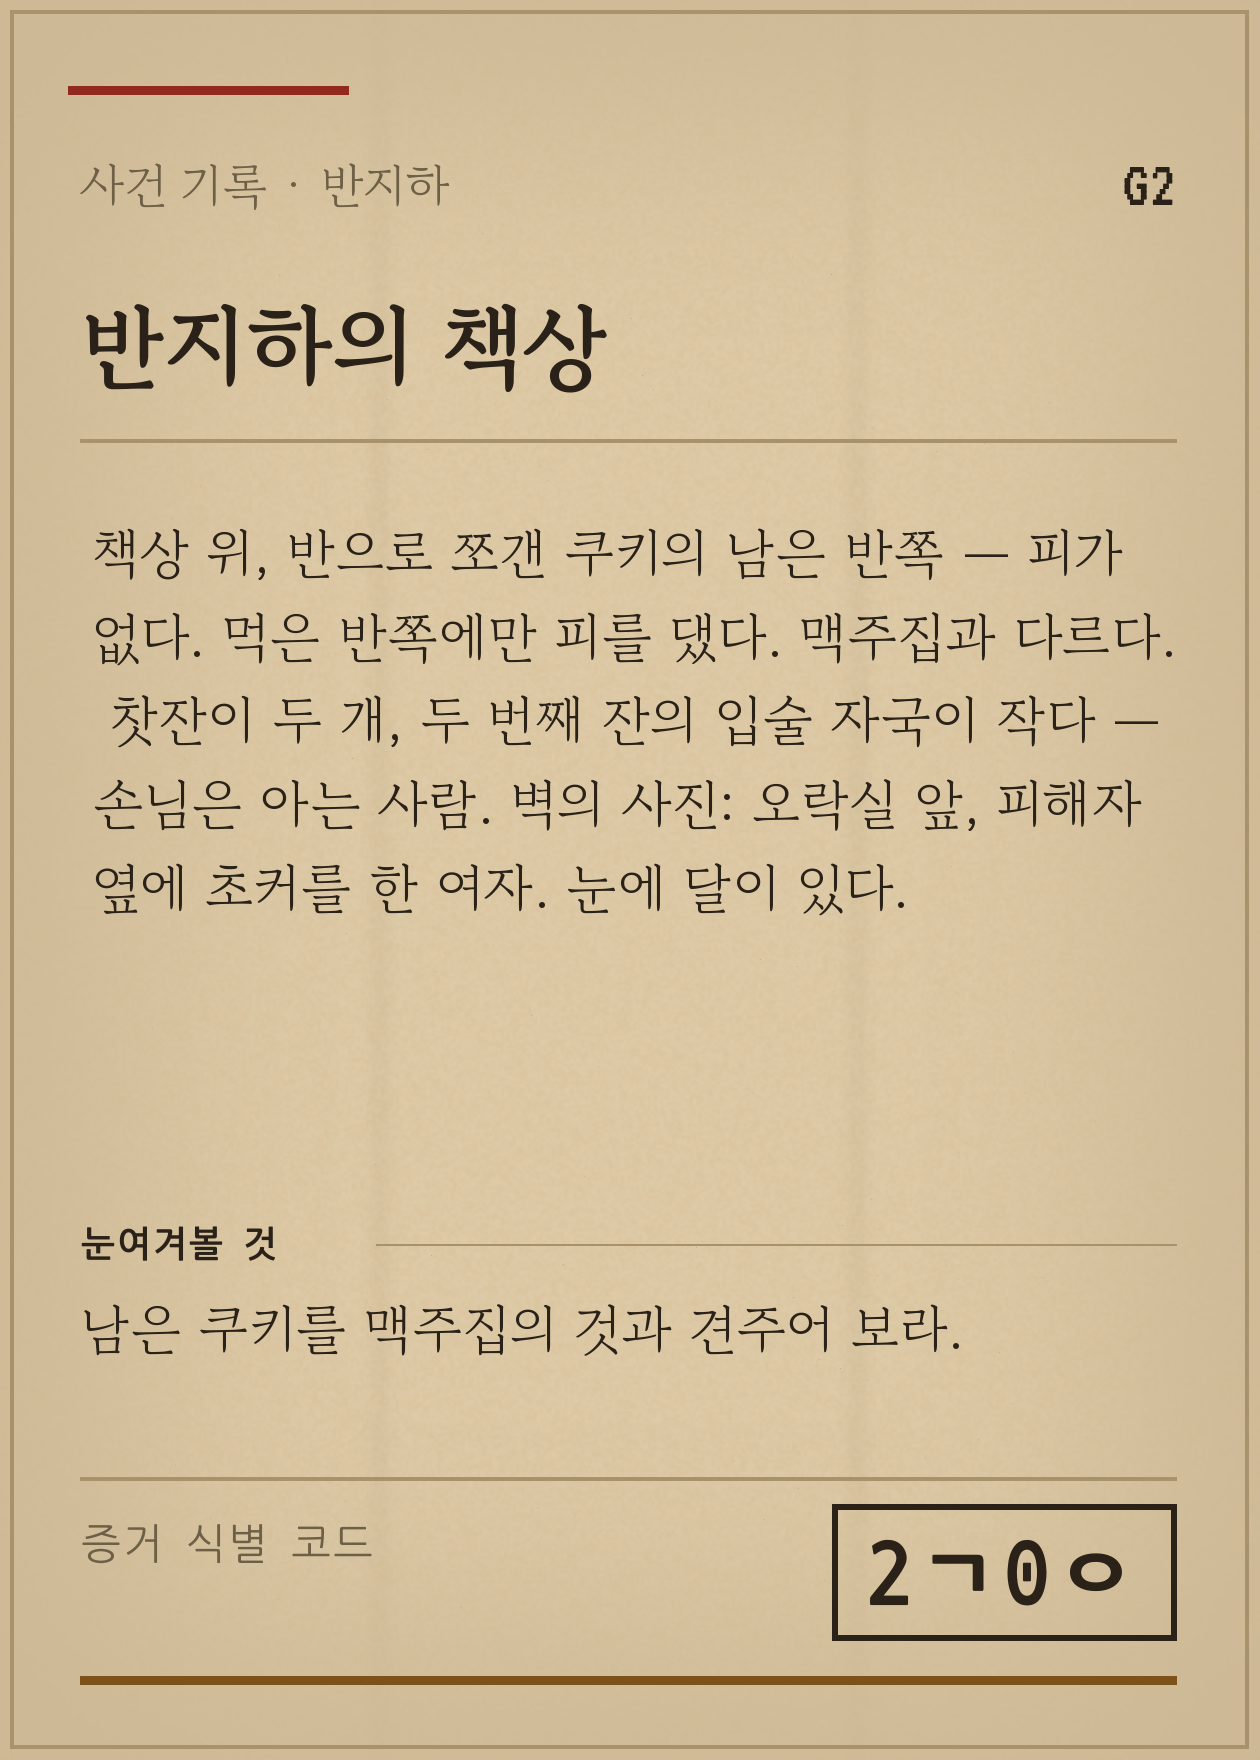 사건 기록 · 반지하
G2
반지하의 책상
책상 위, 반으로 쪼갠 쿠키의 남은 반쪽 — 피가
없다. 먹은 반쪽에만 피를 댔다. 맥주집과 다르다.
찻잔이 두 개, 두 번째 잔의 입술 자국이 작다 —
손님은 아는 사람. 벽의 사진: 오락실 앞, 피해자
옆에 초커를 한 여자. 눈에 달이 있다.
눈여겨볼 것
남은 쿠키를 맥주집의 것과 견주어 보라.
증거 식별 코드
2ㄱ0ㅇ